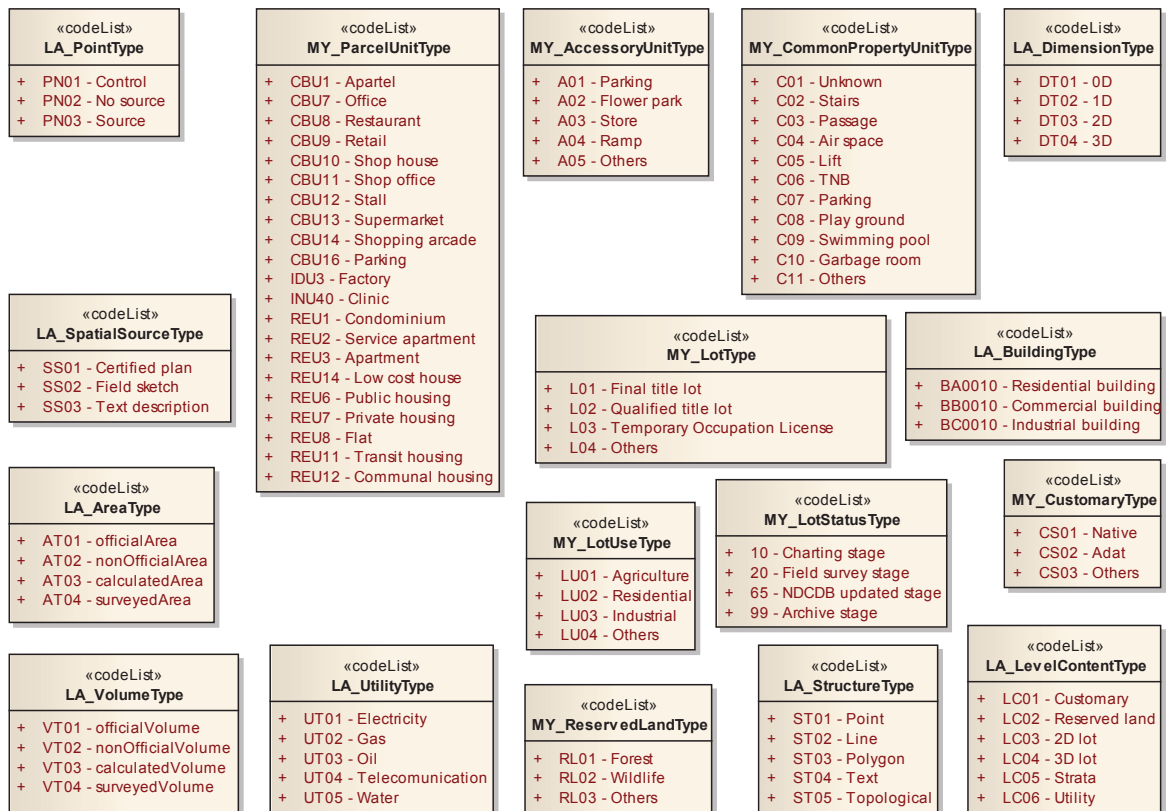 «codeList»
LA_PointType
+ PN01 - Control
+ PN02 - No source
+ PN03 - Source
«codeList»
MY_ParcelUnitType
+ CBU1 - Apartel
+ CBU7 - Office
+ CBU8 - Restaurant
+ CBU9 - Retail
+ CBU10 - Shop house
+ CBU11 - Shop office
+ CBU12 - Stall
+ CBU13 - Supermarket
+ CBU14 - Shopping arcade
+ CBU16 - Parking
+ IDU3 - Factory
+ INU40 - Clinic
+ REU1 - Condominium
+ REU2 - Service apartment
+ REU3 - Apartment
+ REU14 - Low cost house
+ REU6 - Public housing
+ REU7 - Private housing
+ REU8 - Flat
+ REU11 - Transit housing
+ REU12 - Communal housing
«codeList»
MY_AccessoryUnitType
+ A01 - Parking
+ A02 - Flower park
+ A03 - Store
+ A04 - Ramp
+ A05 - Others
«codeList»
MY_CommonPropertyUnitType
+ C01 - Unknown
+ C02 - Stairs
+ C03 - Passage
+ C04 - Air space
+ C05 - Lift
+ C06 - TNB
+ C07 - Parking
+ C08 - Play ground
+ C09 - Swimming pool
+ C10 - Garbage room
+ C11 - Others
«codeList»
LA_DimensionType
+ DT01 - 0D
+ DT02 - 1D
+ DT03 - 2D
+ DT04 - 3D
«codeList»
LA_SpatialSourceType
+ SS01 - Certified plan
+ SS02 - Field sketch
+ SS03 - Text description
«codeList»
MY_LotType
+ L01 - Final title lot
+ L02 - Qualified title lot
+ L03 - Temporary Occupation License
+ L04 - Others
«codeList»
LA_BuildingType
+ BA0010 - Residential building
+ BB0010 - Commercial building
+ BC0010 - Industrial building
«codeList»
LA_AreaType
+ AT01 - officialArea
+ AT02 - nonOfficialArea
+ AT03 - calculatedArea
+ AT04 - surveyedArea
«codeList»
MY_LotUseType
+ LU01 - Agriculture
+ LU02 - Residential
+ LU03 - Industrial
+ LU04 - Others
«codeList»
MY_LotStatusType
+ 10 - Charting stage
+ 20 - Field survey stage
+ 65 - NDCDB updated stage
+ 99 - Archive stage
«codeList»
MY_CustomaryType
+ CS01 - Native
+ CS02 - Adat
+ CS03 - Others
«codeList»
LA_VolumeType
+ VT01 - officialVolume
+ VT02 - nonOfficialVolume
+ VT03 - calculatedVolume
+ VT04 - surveyedVolume
«codeList»
LA_UtilityType
+ UT01 - Electricity
+ UT02 - Gas
+ UT03 - Oil
+ UT04 - Telecomunication
+ UT05 - Water
«codeList»
MY_ReservedLandType
+ RL01 - Forest
+ RL02 - Wildlife
+ RL03 - Others
«codeList»
LA_StructureType
+ ST01 - Point
+ ST02 - Line
+ ST03 - Polygon
+ ST04 - Text
+ ST05 - Topological
«codeList»
LA_LevelContentType
+ LC01 - Customary
+ LC02 - Reserved land
+ LC03 - 2D lot
+ LC04 - 3D lot
+ LC05 - Strata
+ LC06 - Utility